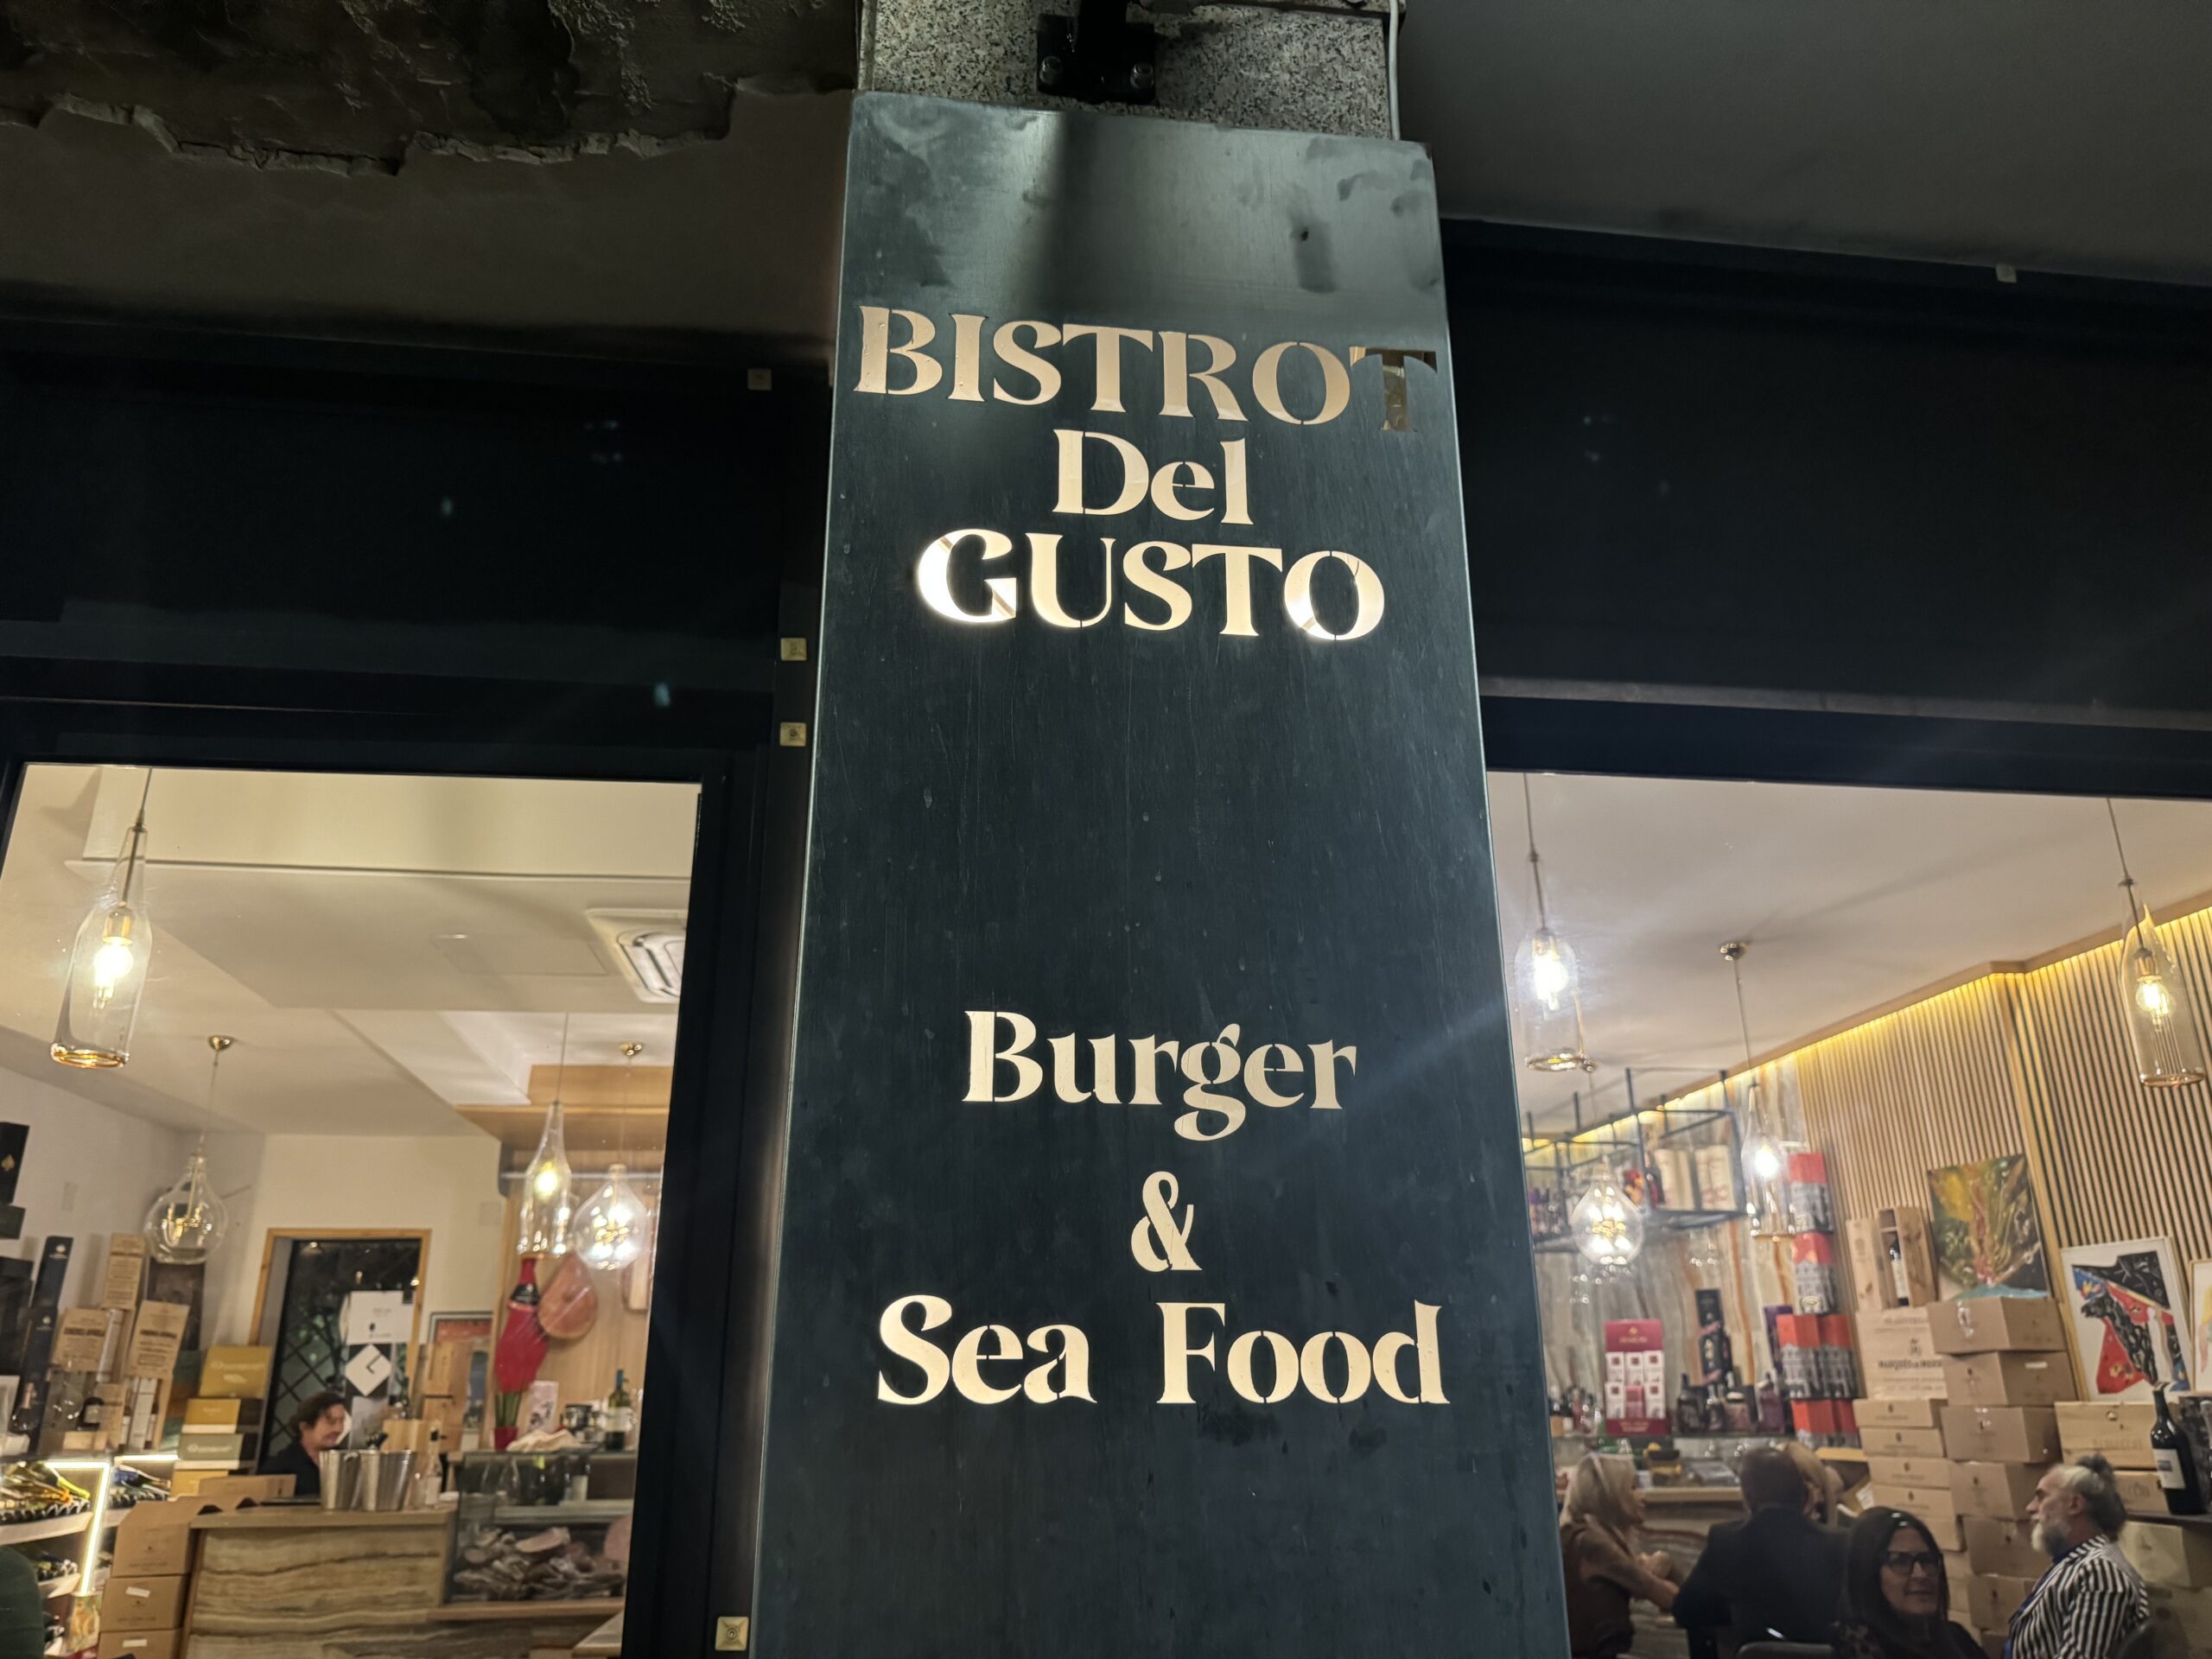 BISTROT
Del
GUSTO
Burger
&
Sea Food